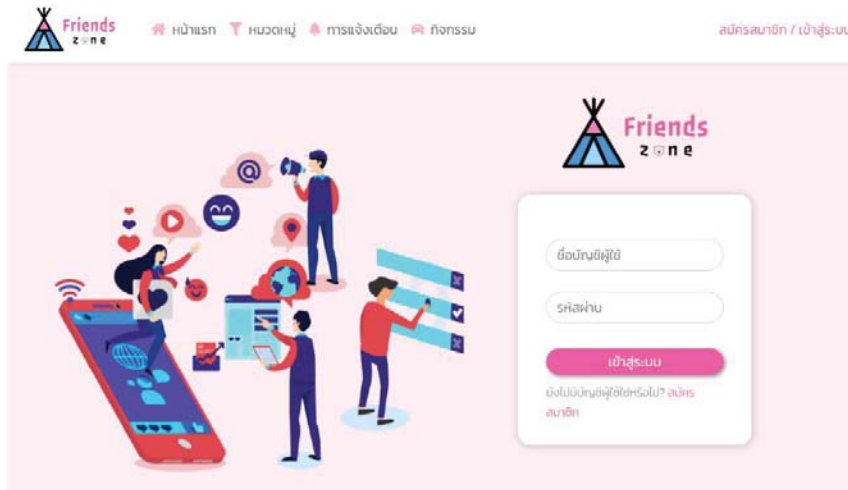 Friends
zone
หน้าแรก หมวดหมู่ การแจ้งเตือน กิจกรรม
สมัครสมาชิก / เข้าสู่ระบบ
Friends
zone
ชื่อบัญชีผู้ใช้
รหัสผ่าน
เข้าสู่ระบบ
ยังไม่มีบัญชีผู้ใช้ใช่หรือไม่? สมัคร
สมาชิก